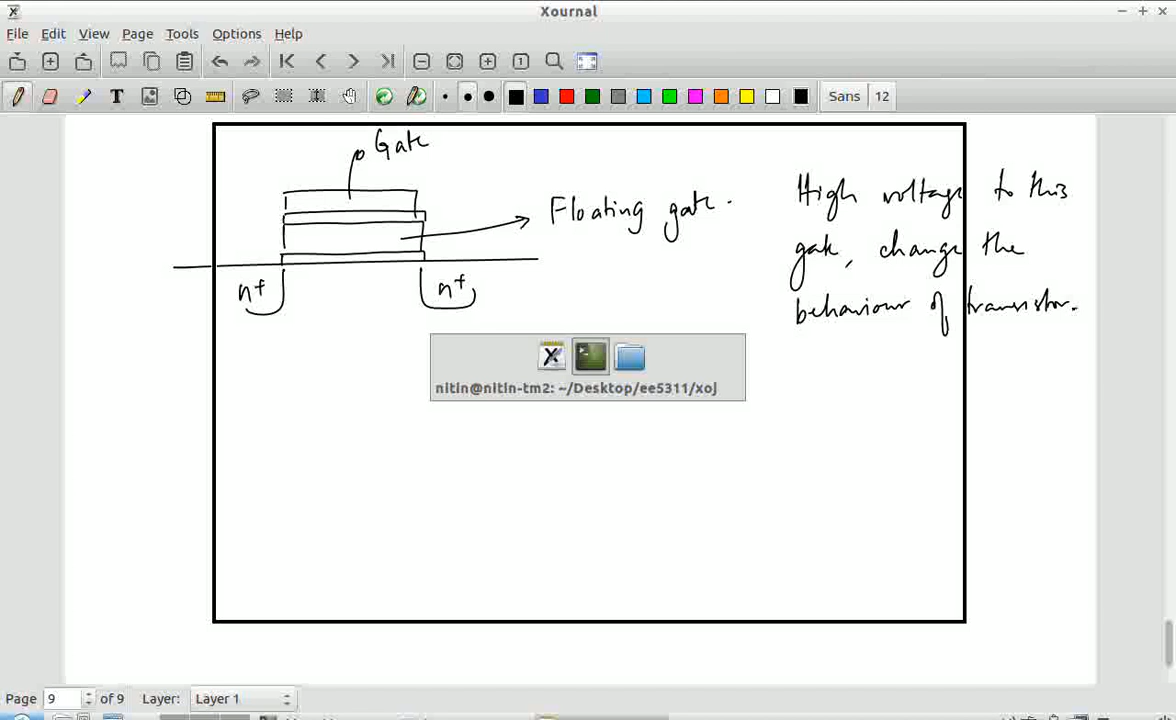 Xournal
File Edit View Page Tools Options Help
Sans 12
Gate
Floating gate.
High voltage to this
gate, change the
behaviour of transistor.
n+ n+
nitin@nitin-tm2: ~/Desktop/ee5311/xoj
Page 9 of 9 Layer: Layer 1